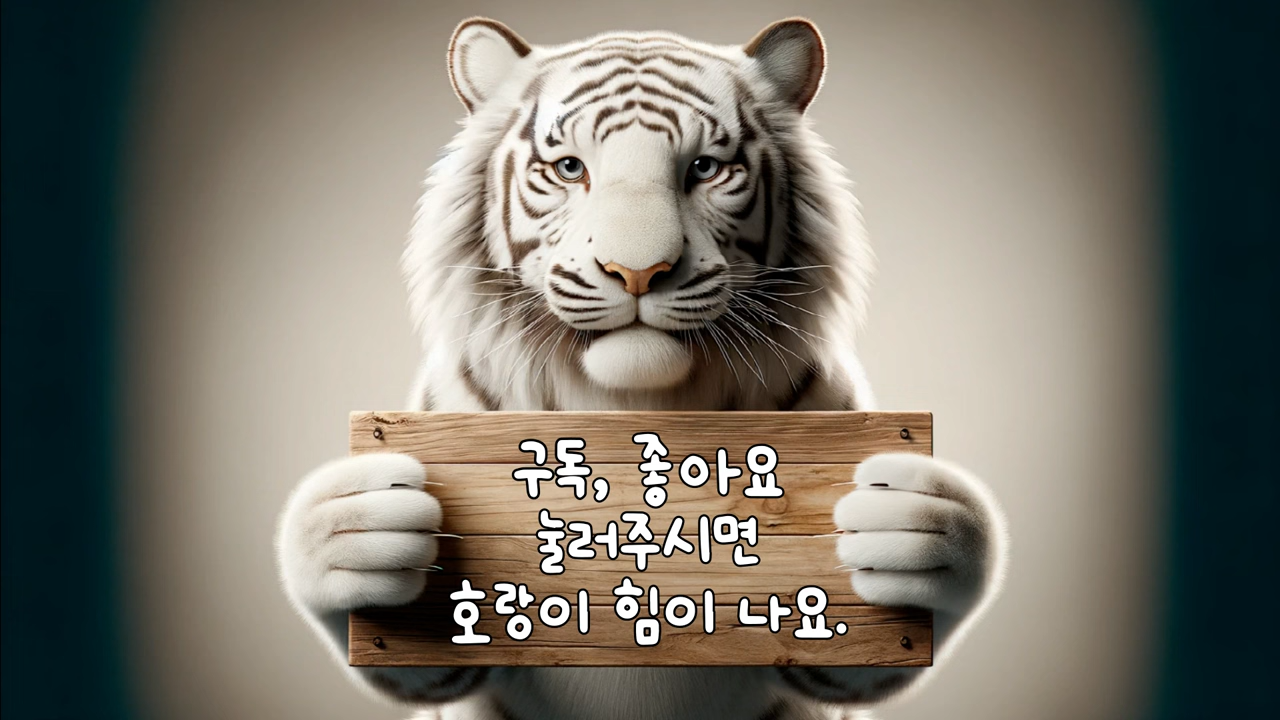 구독, 좋아요
눌러주시면
호랑이 힘이 나요.